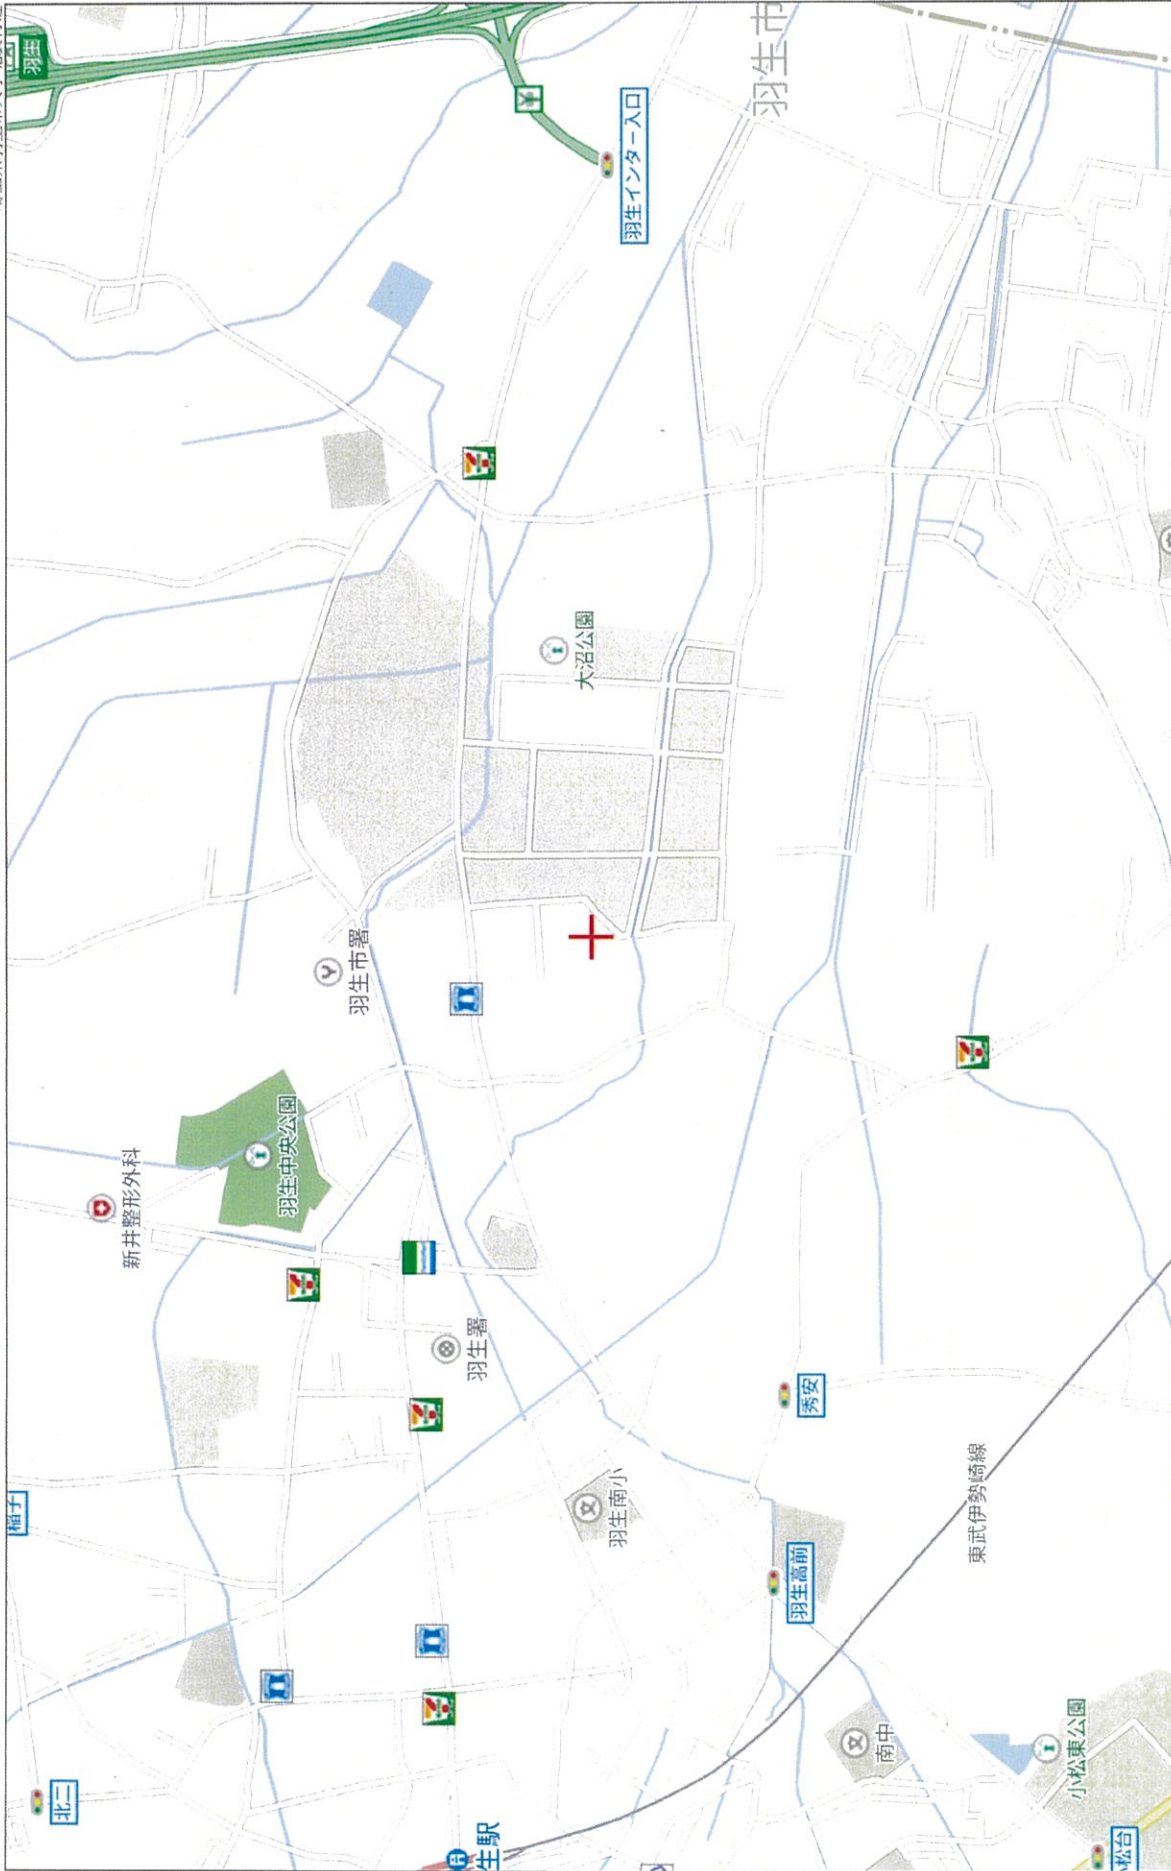 羽生
羽生インター入口
羽生市
大沼公園
羽生市署
羽生中央公園
新井整形外科
羽生署
羽生南小
秀安
稲子
羽生高前
東武伊勢崎線
南中
小松東公園
北二
生駅
松台